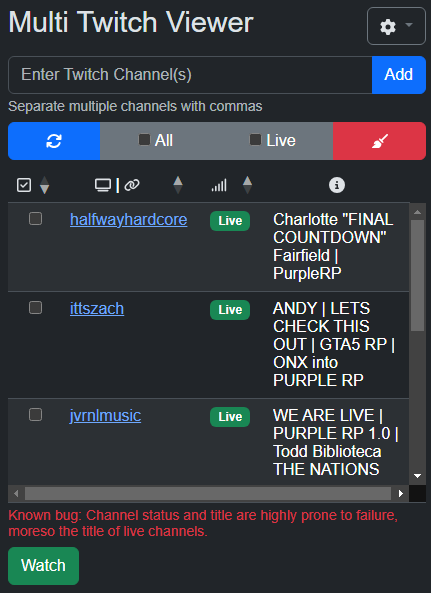 Multi Twitch Viewer
Enter Twitch Channel(s)
Add
Separate multiple channels with commas
All
Live
|
halfwayhardcore
Live
Charlotte "FINAL
COUNTDOWN"
Fairfield |
PurpleRP
ittszach
Live
ANDY | LETS
CHECK THIS
OUT | GTA5 RP |
ONX into
PURPLE RP
jvrnlmusic
Live
WE ARE LIVE |
PURPLE RP 1.0 |
Todd Biblioteca
THE NATIONS
Known bug: Channel status and title are highly prone to failure,
moreso the title of live channels.
Watch